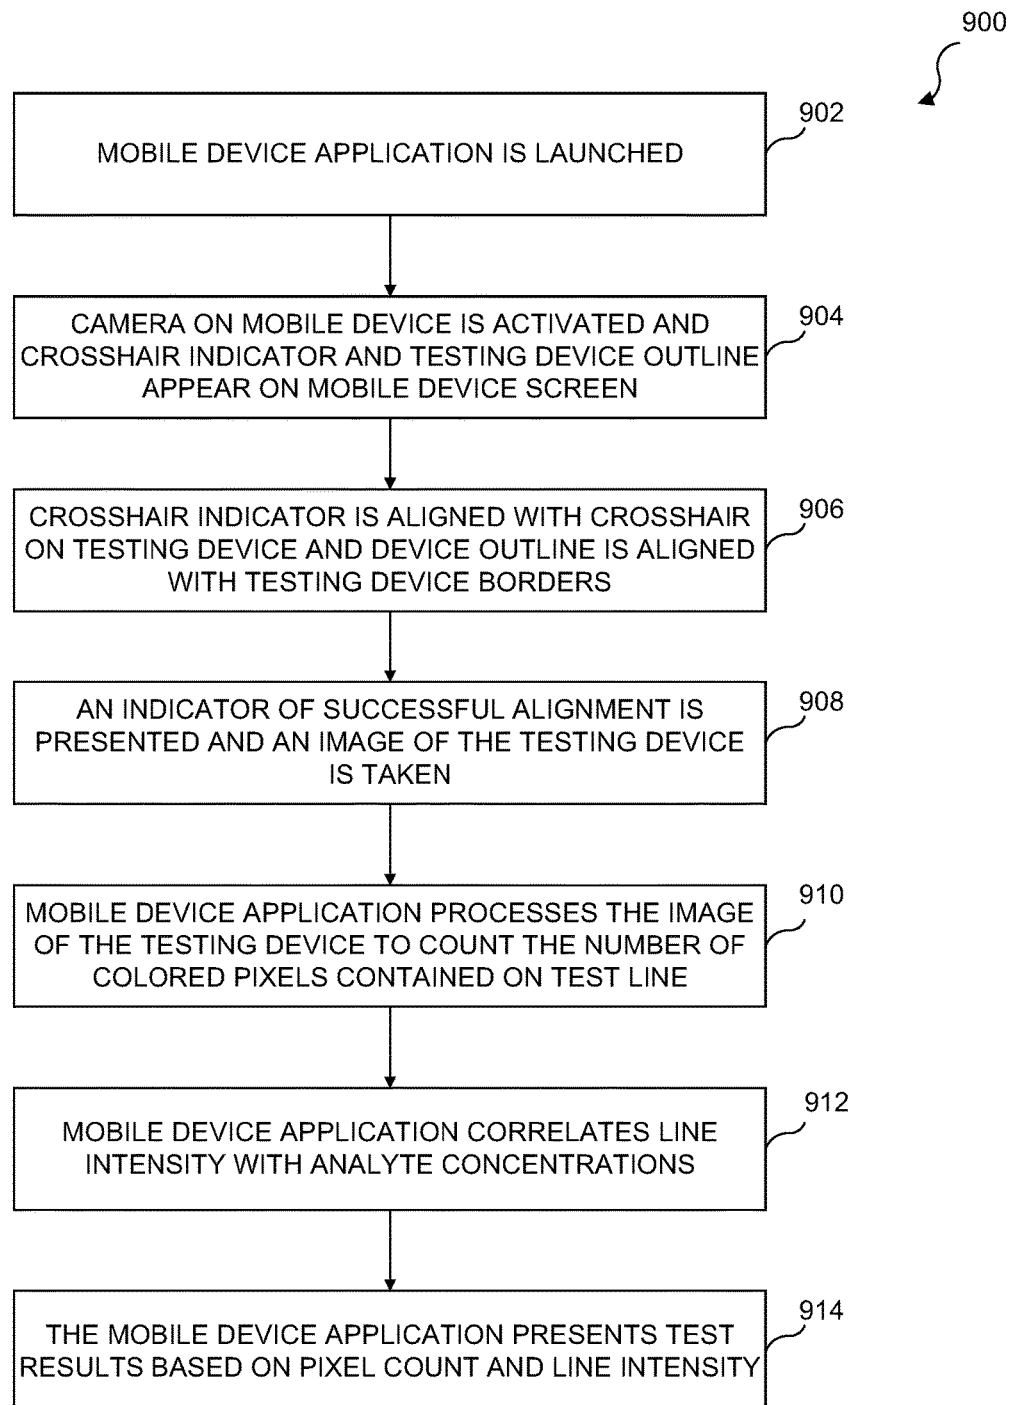 900
902
MOBILE DEVICE APPLICATION IS LAUNCHED
904
CAMERA ON MOBILE DEVICE IS ACTIVATED AND
CROSSHAIR INDICATOR AND TESTING DEVICE OUTLINE
APPEAR ON MOBILE DEVICE SCREEN
906
CROSSHAIR INDICATOR IS ALIGNED WITH CROSSHAIR
ON TESTING DEVICE AND DEVICE OUTLINE IS ALIGNED
WITH TESTING DEVICE BORDERS
908
AN INDICATOR OF SUCCESSFUL ALIGNMENT IS
PRESENTED AND AN IMAGE OF THE TESTING DEVICE
IS TAKEN
910
MOBILE DEVICE APPLICATION PROCESSES THE IMAGE
OF THE TESTING DEVICE TO COUNT THE NUMBER OF
COLORED PIXELS CONTAINED ON TEST LINE
912
MOBILE DEVICE APPLICATION CORRELATES LINE
INTENSITY WITH ANALYTE CONCENTRATIONS
914
THE MOBILE DEVICE APPLICATION PRESENTS TEST
RESULTS BASED ON PIXEL COUNT AND LINE INTENSITY